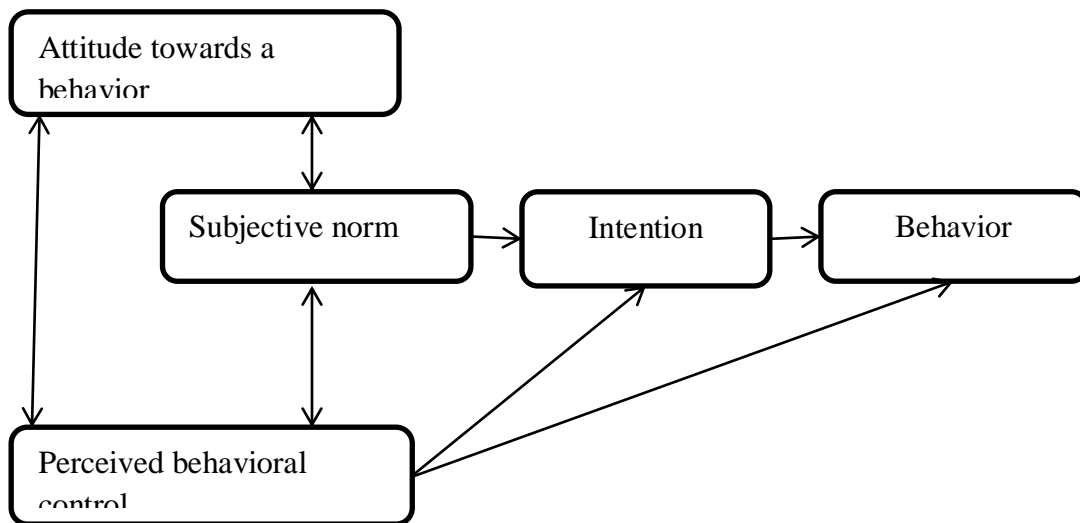 Attitude towards a
behavior
Subjective norm
Intention
Behavior
Perceived behavioral
control